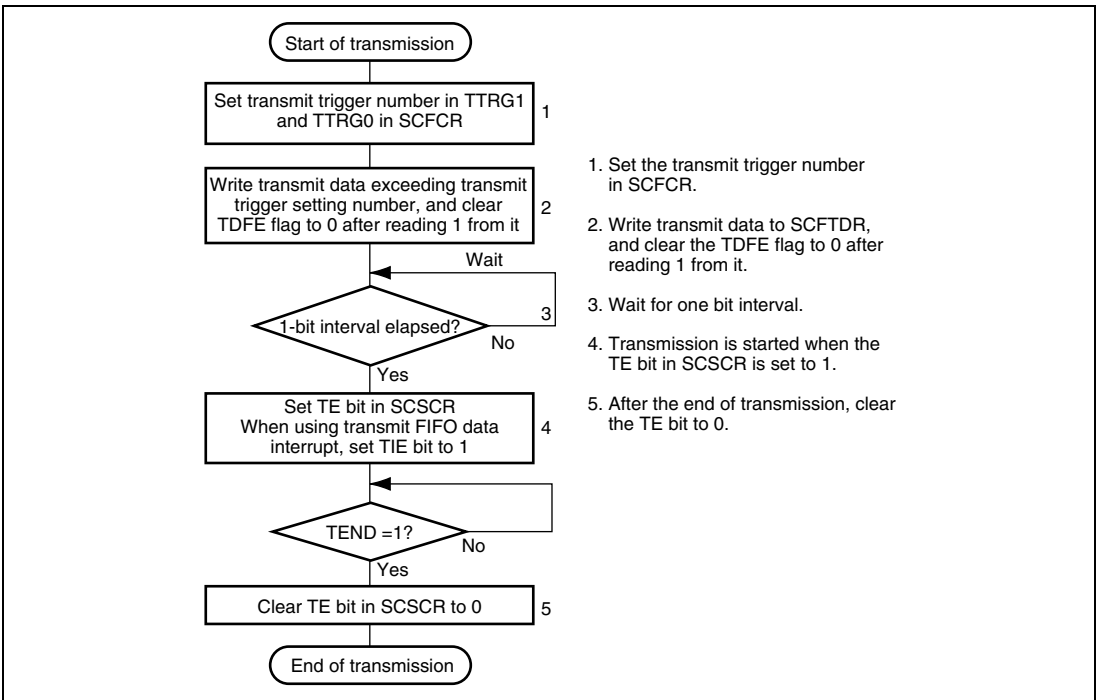 Start of transmission
Set transmit trigger number in TTRG1
and TTRG0 in SCFCR
1
Write transmit data exceeding transmit
trigger setting number, and clear
TDFE flag to 0 after reading 1 from it
2
Wait
1-bit interval elapsed?
3
No
Yes
Set TE bit in SCSCR
When using transmit FIFO data
interrupt, set TIE bit to 1
4
TEND =1?
No
Yes
Clear TE bit in SCSCR to 0
5
End of transmission
1. Set the transmit trigger number
in SCFCR.
2. Write transmit data to SCFTDR,
and clear the TDFE flag to 0 after
reading 1 from it.
3. Wait for one bit interval.
4. Transmission is started when the
TE bit in SCSCR is set to 1.
5. After the end of transmission, clear
the TE bit to 0.